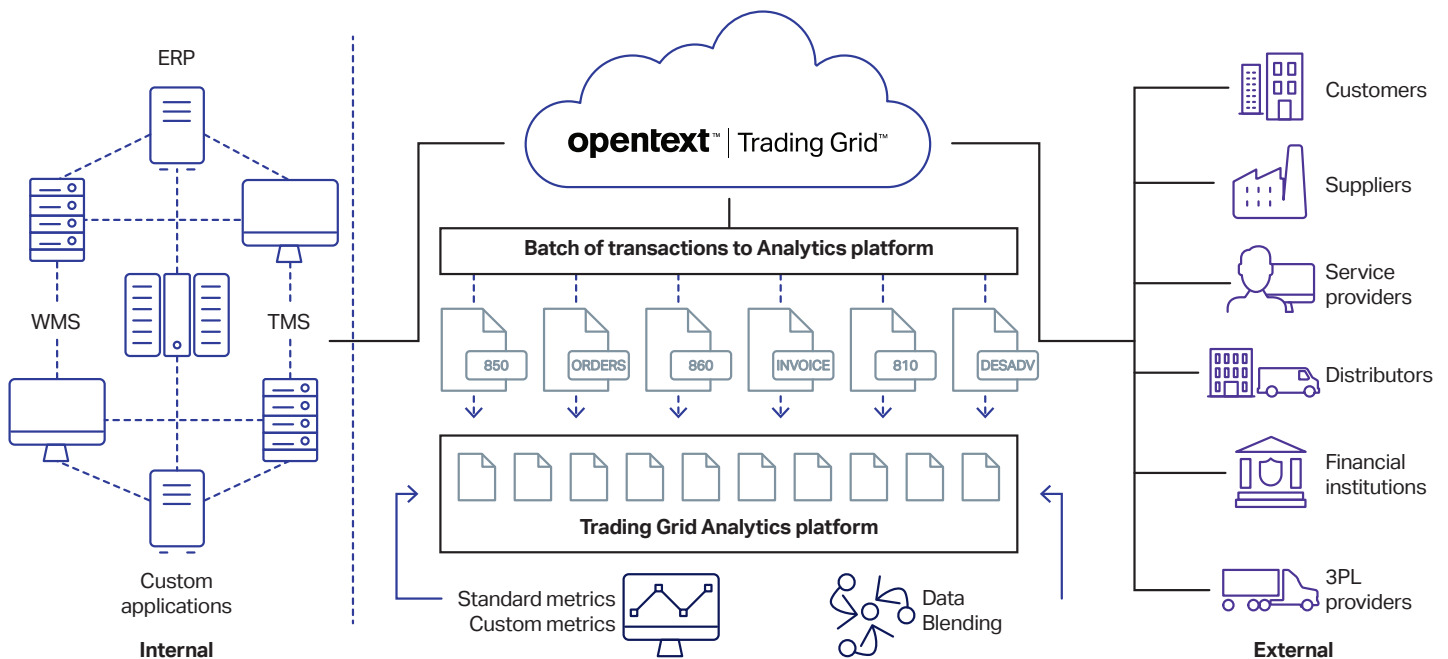 ERP
WMS
TMS
Custom
applications
Internal
opentext™ | Trading Grid™
Batch of transactions to Analytics platform
850
ORDERS
860
INVOICE
810
DESADV
Trading Grid Analytics platform
Standard metrics
Custom metrics
Data
Blending
Customers
Suppliers
Service
providers
Distributors
Financial
institutions
3PL
providers
External